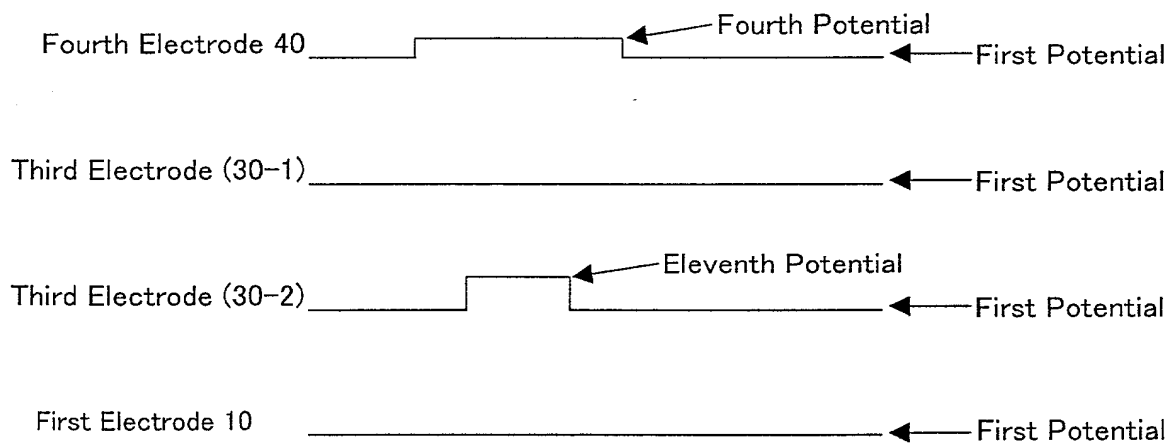 Fourth Electrode 40
Fourth Potential
First Potential
Third Electrode (30-1)
First Potential
Third Electrode (30-2)
Eleventh Potential
First Potential
First Electrode 10
First Potential